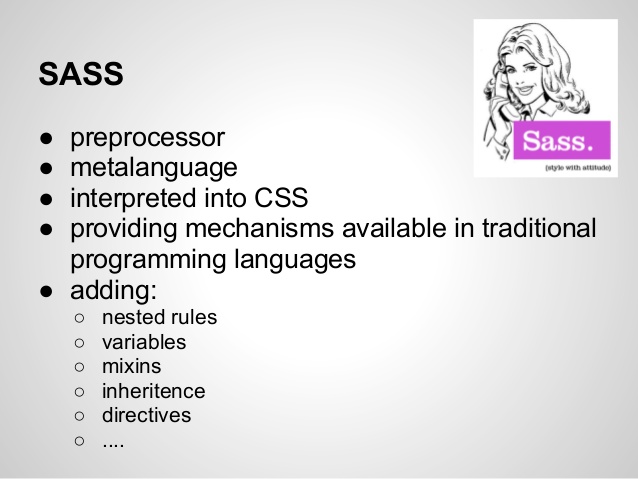 SASS
Sass.
(style with attitude)
● preprocessor
● metalanguage
● interpreted into CSS
● providing mechanisms available in traditional
programming languages
● adding:
○ nested rules
○ variables
○ mixins
○ inheritence
○ directives
○ ....